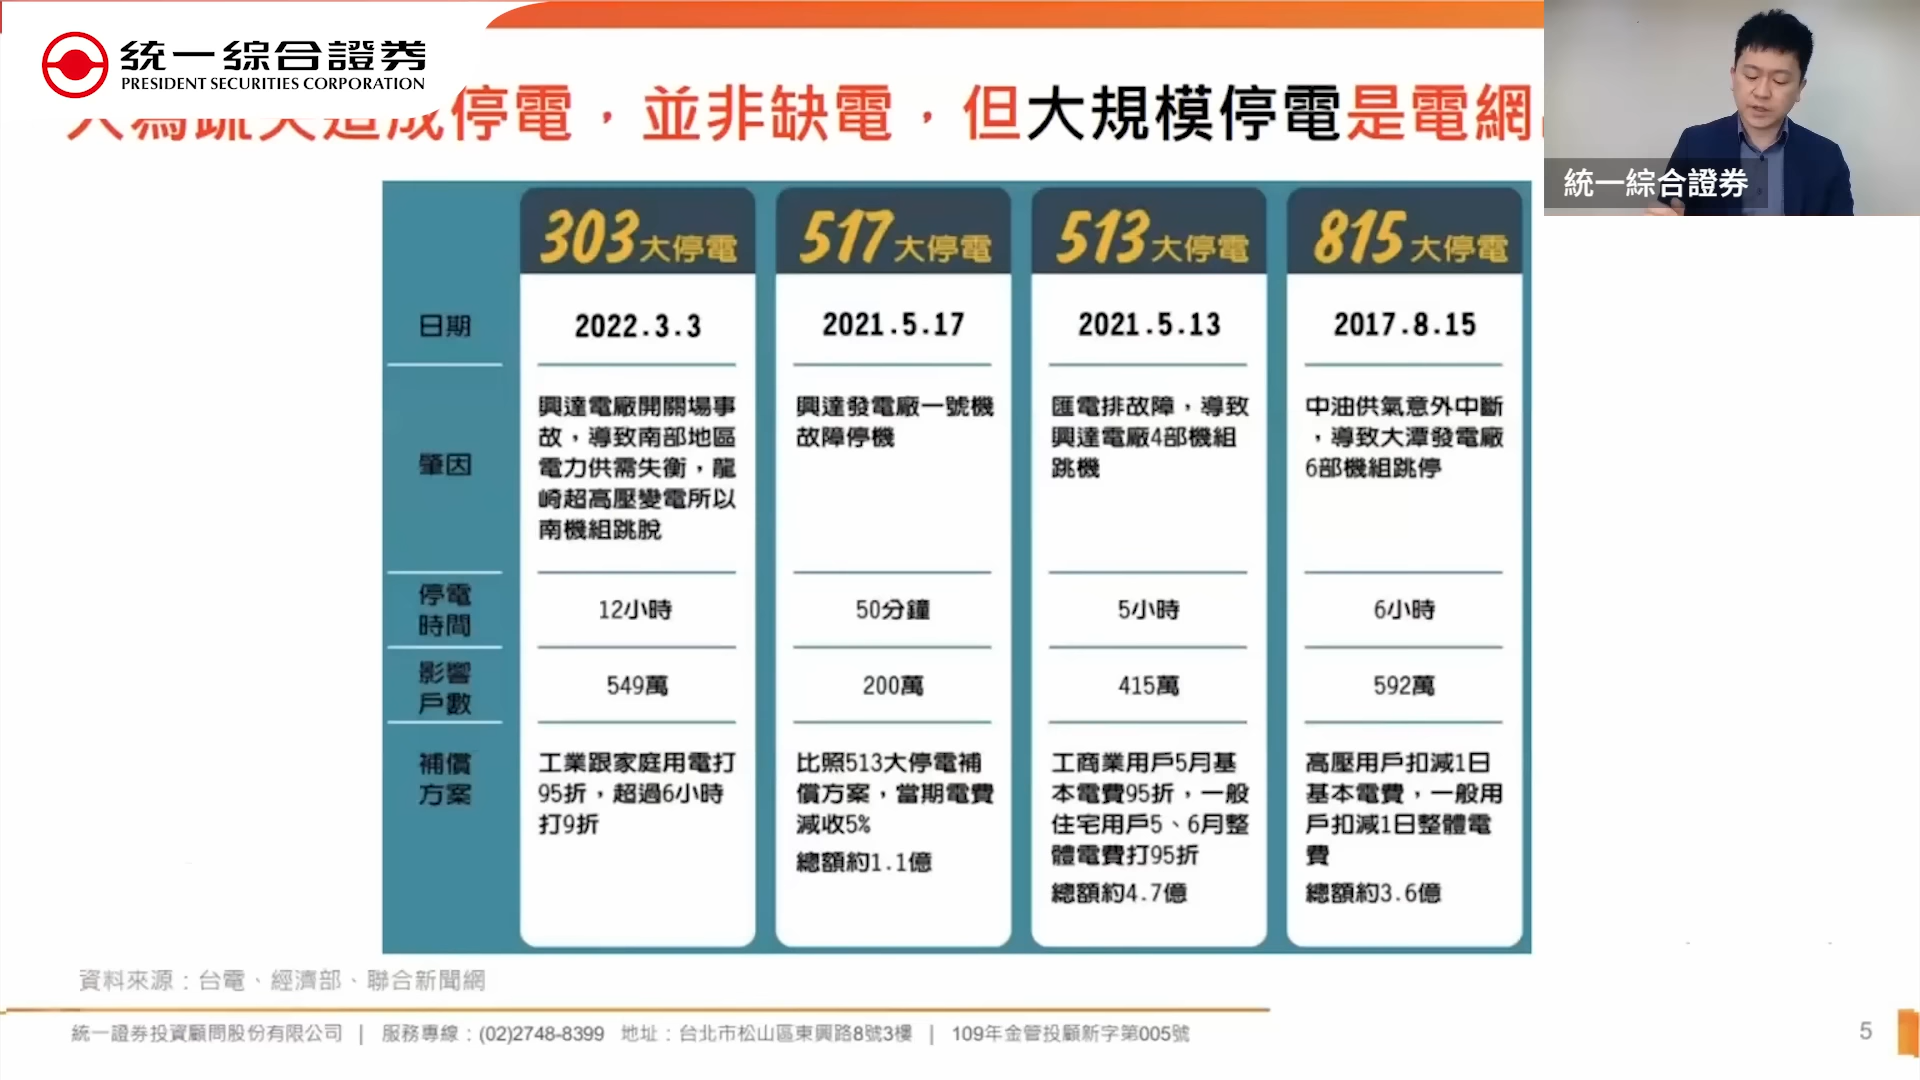 統一綜合證券
PRESIDENT SECURITIES CORPORATION
人為疏失造成停電，並非缺電，但大規模停電是電網
統一綜合證券
303大停電 517大停電 513大停電 815大停電
日期 2022.3.3 2021.5.17 2021.5.13 2017.8.15
肇因
興達電廠開關場事
故，導致南部地區
電力供需失衡，龍
崎超高壓變電所以
南機組跳脫
興達發電廠一號機
故障停機
匯電排故障，導致
興達電廠4部機組
跳機
中油供氣意外中斷
，導致大潭發電廠
6部機組跳停
停電
時間
12小時 50分鐘 5小時 6小時
影響
戶數
549萬 200萬 415萬 592萬
補償
方案
工業跟家庭用電打
95折，超過6小時
打9折
比照513大停電補
償方案，當期電費
減收5%
總額約1.1億
工商業用戶5月基
本電費95折，一般
住宅用戶5、6月整
體電費打95折
總額約4.7億
高壓用戶扣減1日
基本電費，一般用
戶扣減1日整體電
費
總額約3.6億
資料來源：台電、經濟部、聯合新聞網
統一證券投資顧問股份有限公司 | 服務專線：(02)2748-8399 地址：台北市松山區東興路8號3樓 | 109年金管投顧新字第005號
5